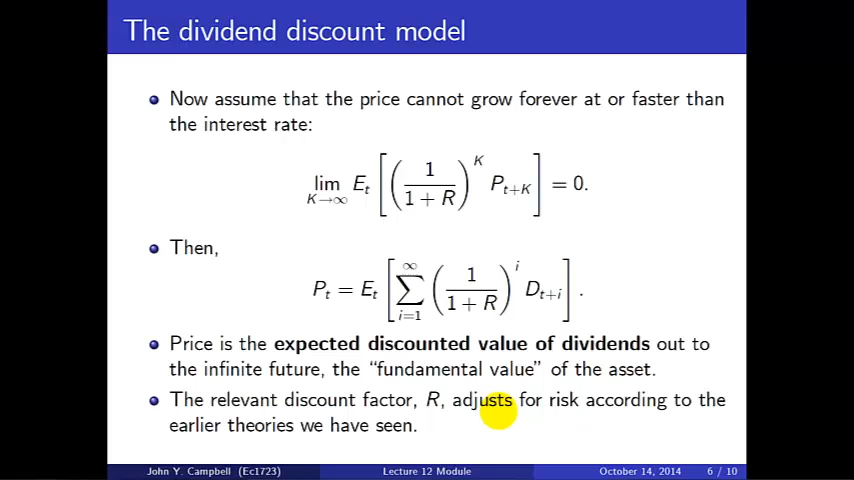 The dividend discount model
Now assume that the price cannot grow forever at or faster than
the interest rate:
lim_{K→∞} E_t [ ( 1 / (1 + R) )^K P_{t+K} ] = 0.
Then,
P_t = E_t [ ∑_{i=1}^{∞} ( 1 / (1 + R) )^i D_{t+i} ] .
Price is the expected discounted value of dividends out to
the infinite future, the “fundamental value” of the asset.
The relevant discount factor, R, adjusts for risk according to the
earlier theories we have seen.
John Y. Campbell (Ec1723) Lecture 12 Module October 14, 2014 6 / 10